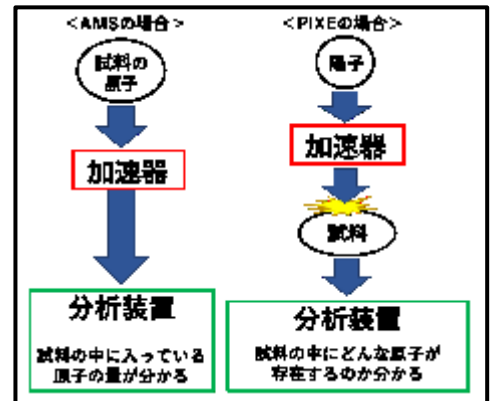 <AMSの場合>
試料の
原子
加速器
分析装置
試料の中に入っている
原子の量が分かる
<PIXEの場合>
陽子
加速器
試料
分析装置
試料の中にどんな原子が
存在するのか分かる